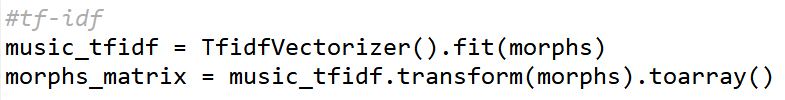 #tf-idf
music_tfidf = TfidfVectorizer().fit(morphs)
morphs_matrix = music_tfidf.transform(morphs).toarray()